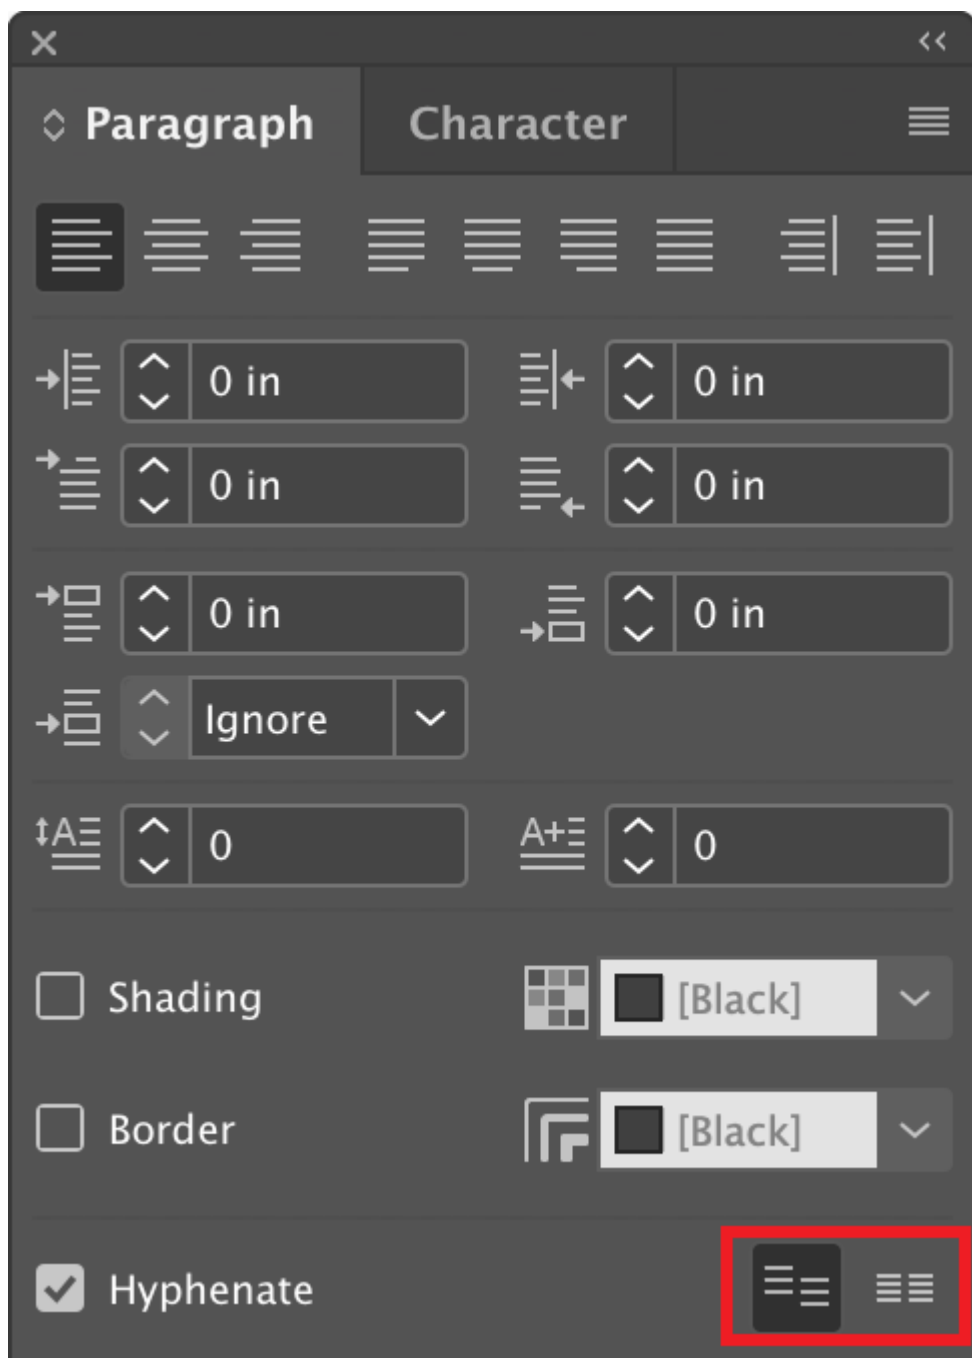 Paragraph Character
0 in 0 in
0 in 0 in
0 in 0 in
Ignore
0 0
Shading [Black]
Border [Black]
Hyphenate